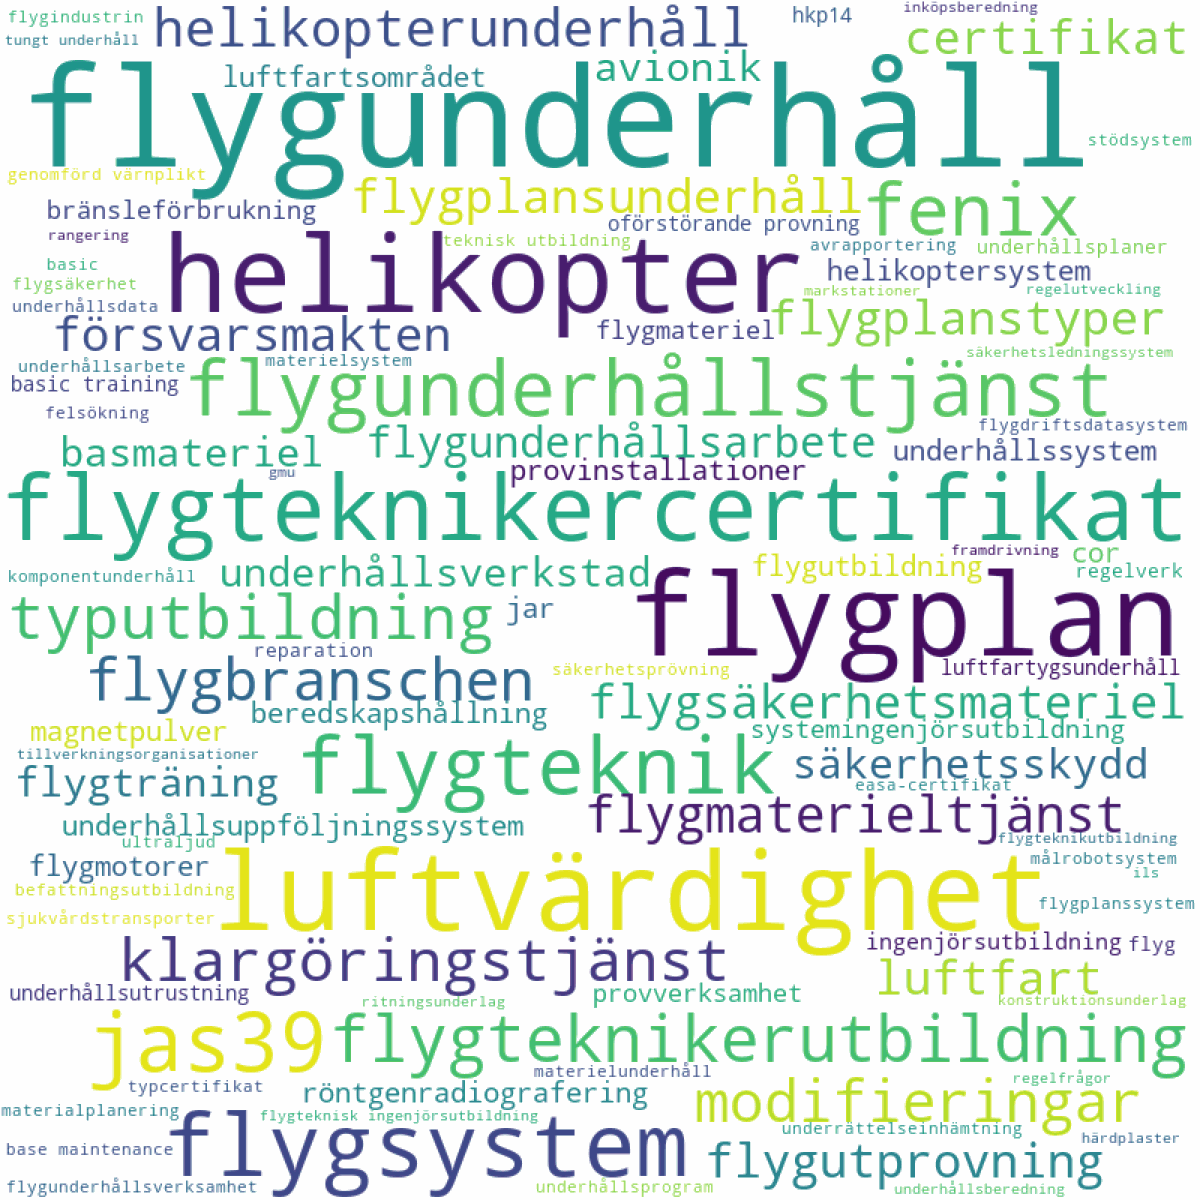 flygindustrin
helikopterunderhåll
hkp14
inköpsberedning
certifikat
tungt underhåll
luftfartsområdet
avionik
flygunderhåll
stödsystem
genomförd värnplikt
flygplansunderhåll
fenix
bränsleförbrukning
oförstörande provning
rangering
teknisk utbildning
avrapportering
underhållsplaner
helikopter
basic
helikoptersystem
flygsäkerhet
markstationer
regelutveckling
underhållsdata
försvarsmakten
flygmateriel
flygplanstyper
underhållsarbete
materielsystem
säkerhetsledningssystem
basic training
flygunderhållstjänst
felsökning
flygdriftsdatasystem
basmateriel
flygunderhållsarbete
underhållssystem
gmu
provinstallationer
flygteknikercertifikat
framdrivning
cor
komponentunderhåll
underhållsverkstad
flygutbildning
regelverk
flygplan
typutbildning
jar
reparation
flygbranschen
säkerhetsprövning
luftfartygsunderhåll
beredskapshållning
flygsäkerhetsmateriel
magnetpulver
systemingenjörsutbildning
tillverkningsorganisationer
flygteknik
säkerhetsskydd
flygträning
easa-certifikat
flygmaterieltjänst
underhållsuppföljningssystem
ultraljud
flygteknikutbildning
flygmotorer
luftvärdighet
målrobotsystem
ils
befattningsutbildning
flygplanssystem
sjukvårdstransporter
klargöringstjänst
ingenjörsutbildning
flyg
luftfart
underhållsutrustning
ritningsunderlag
provverksamhet
konstruktionsunderlag
jas39
flygteknikerutbildning
materielunderhåll
regelfrågor
typcertifikat
röntgenradiografering
modifieringar
materialplanering
flygteknisk ingenjörsutbildning
underrättelseinhämtning
härdplaster
base maintenance
flygsystem
flygutprovning
flygunderhållsverksamhet
underhållsprogram
underhållsberedning